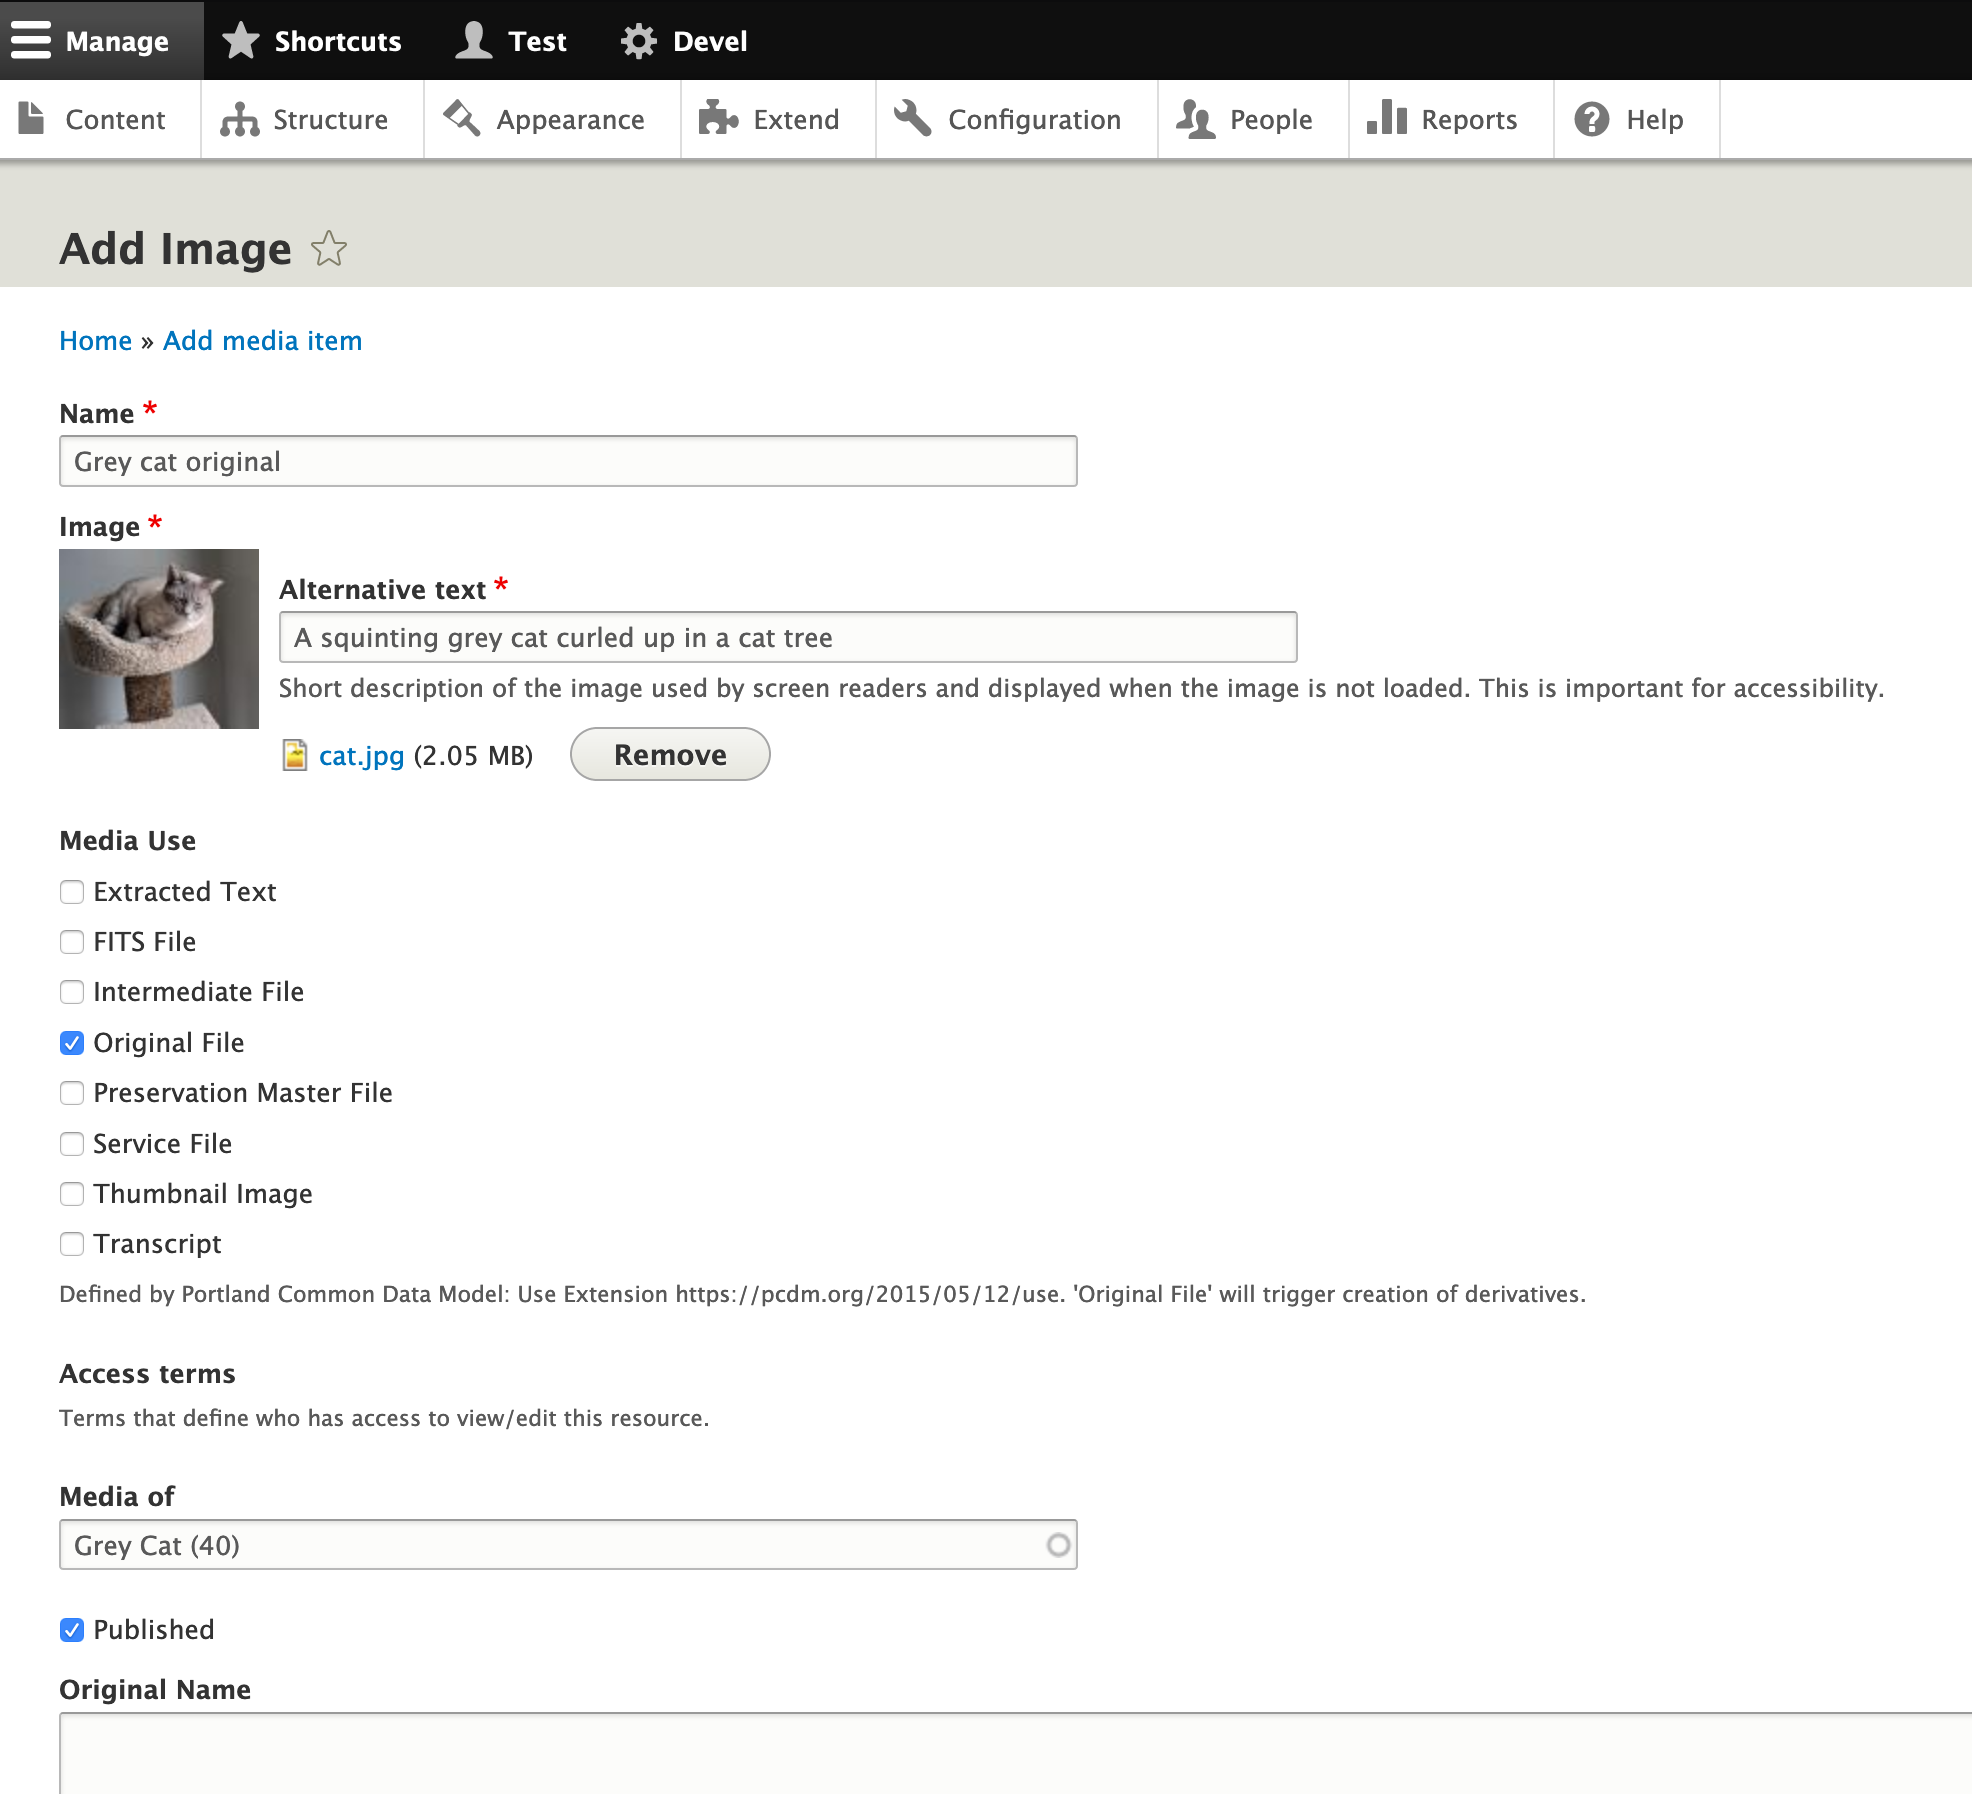 Manage Shortcuts Test Devel
Content Structure Appearance Extend Configuration People Reports Help
Add Image
Home » Add media item
Name *
Grey cat original
Image *
Alternative text *
A squinting grey cat curled up in a cat tree
Short description of the image used by screen readers and displayed when the image is not loaded. This is important for accessibility.
cat.jpg (2.05 MB) Remove
Media Use
Extracted Text
FITS File
Intermediate File
Original File
Preservation Master File
Service File
Thumbnail Image
Transcript
Defined by Portland Common Data Model: Use Extension https://pcdm.org/2015/05/12/use. 'Original File' will trigger creation of derivatives.
Access terms
Terms that define who has access to view/edit this resource.
Media of
Grey Cat (40)
Published
Original Name